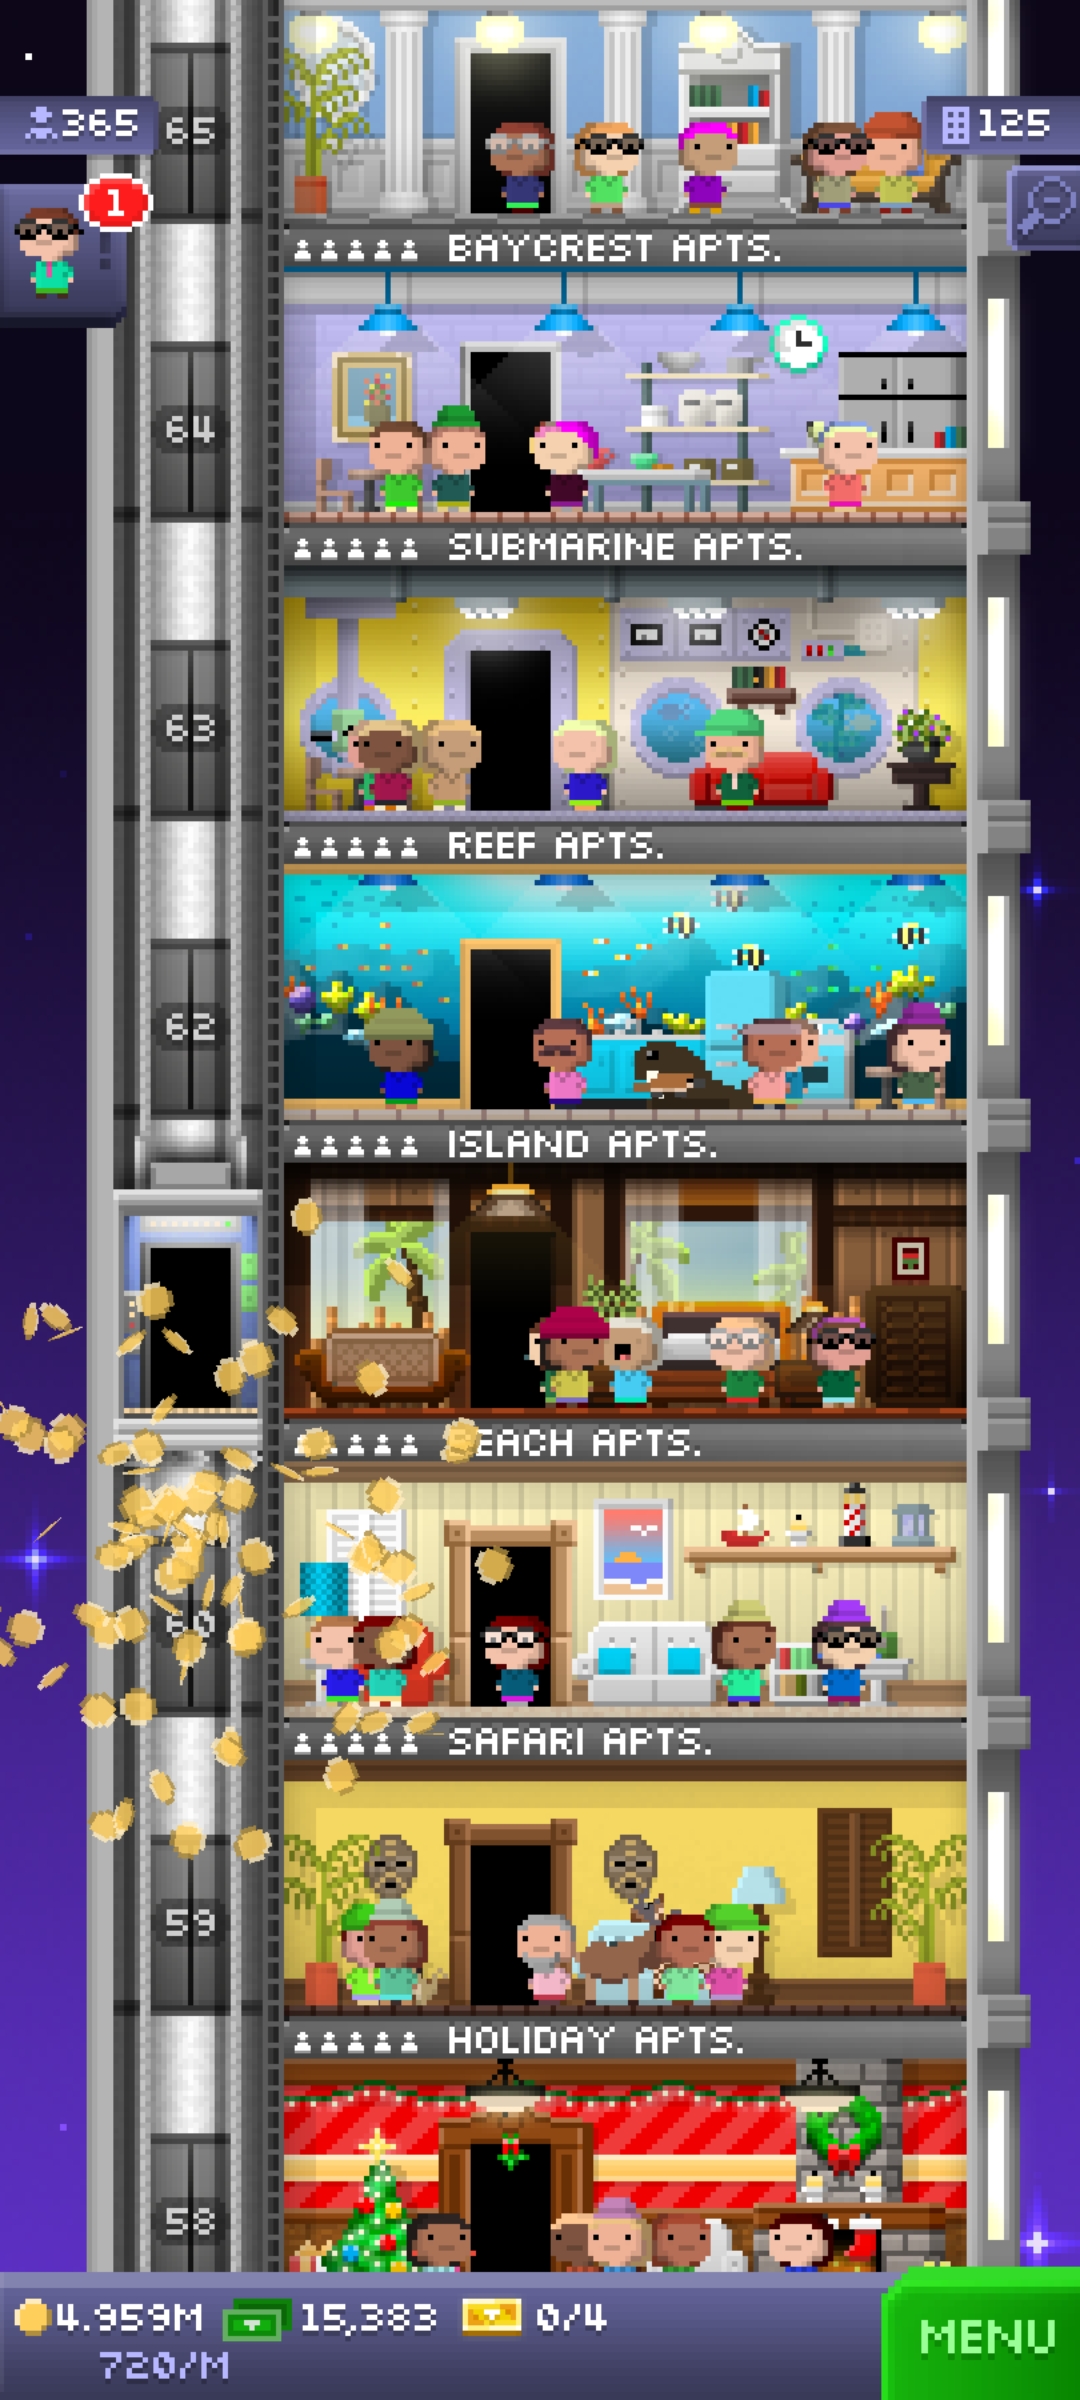 65
365
125
1
BAYCREST APTS.
64
SUBMARINE APTS.
63
REEF APTS.
62
ISLAND APTS.
EACH APTS.
60
SAFARI APTS.
59
HOLIDAY APTS.
58
4.959M 15,383 0/4
720/M
MENU